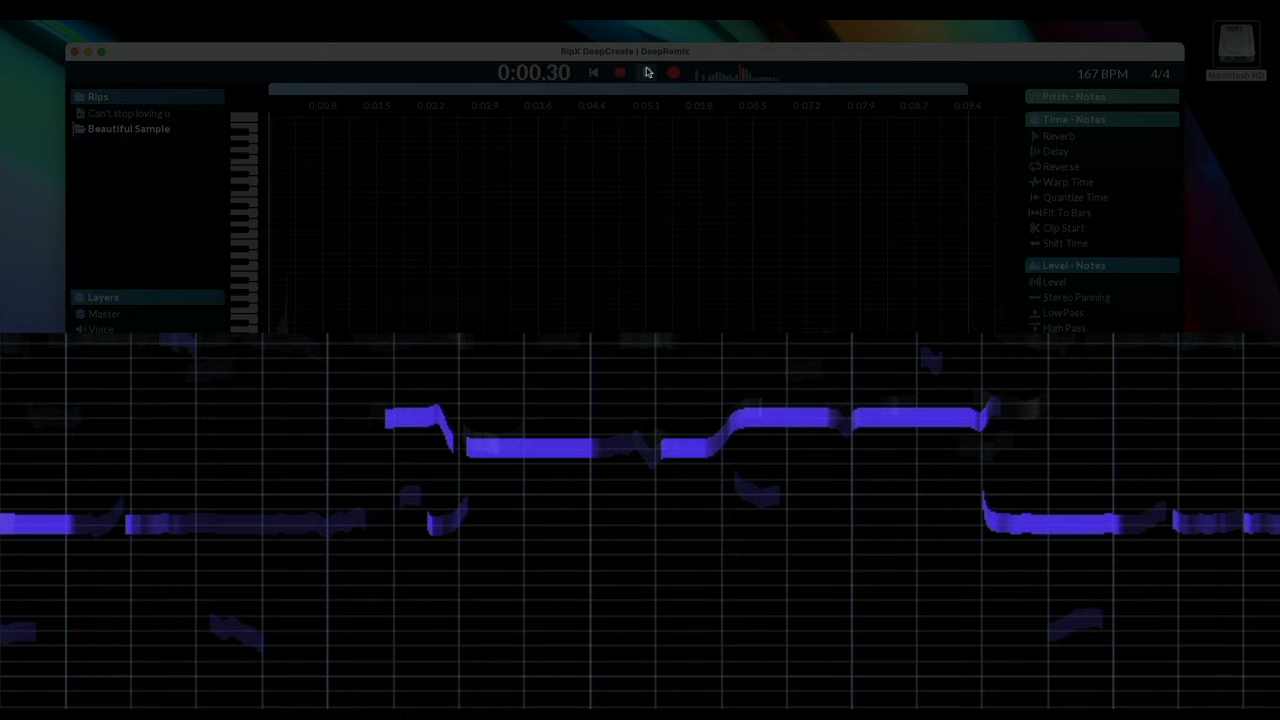 RipX DeepCreate | DeepRemix
0:00.30
167 BPM 4/4
Macintosh HD
Rips
Can't stop loving u
Beautiful Sample
0:00.8 0:01.5 0:02.2 0:02.9 0:03.6 0:04.4 0:05.1 0:05.8 0:06.5 0:07.2 0:07.9 0:08.7 0:09.4
Pitch - Notes
Time - Notes
Reverb
Delay
Reverse
Warp Time
Quantize Time
Fit To Bars
Clip Start
Shift Time
Level - Notes
Level
Stereo Panning
Low Pass
High Pass
Layers
Master
Voice